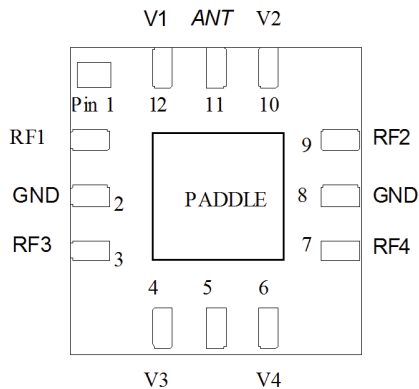 V1 ANT V2
Pin 1 12 11 10
RF1 9 RF2
GND 2 PADDLE 8 GND
RF3 3 7 RF4
4 5 6
V3 V4